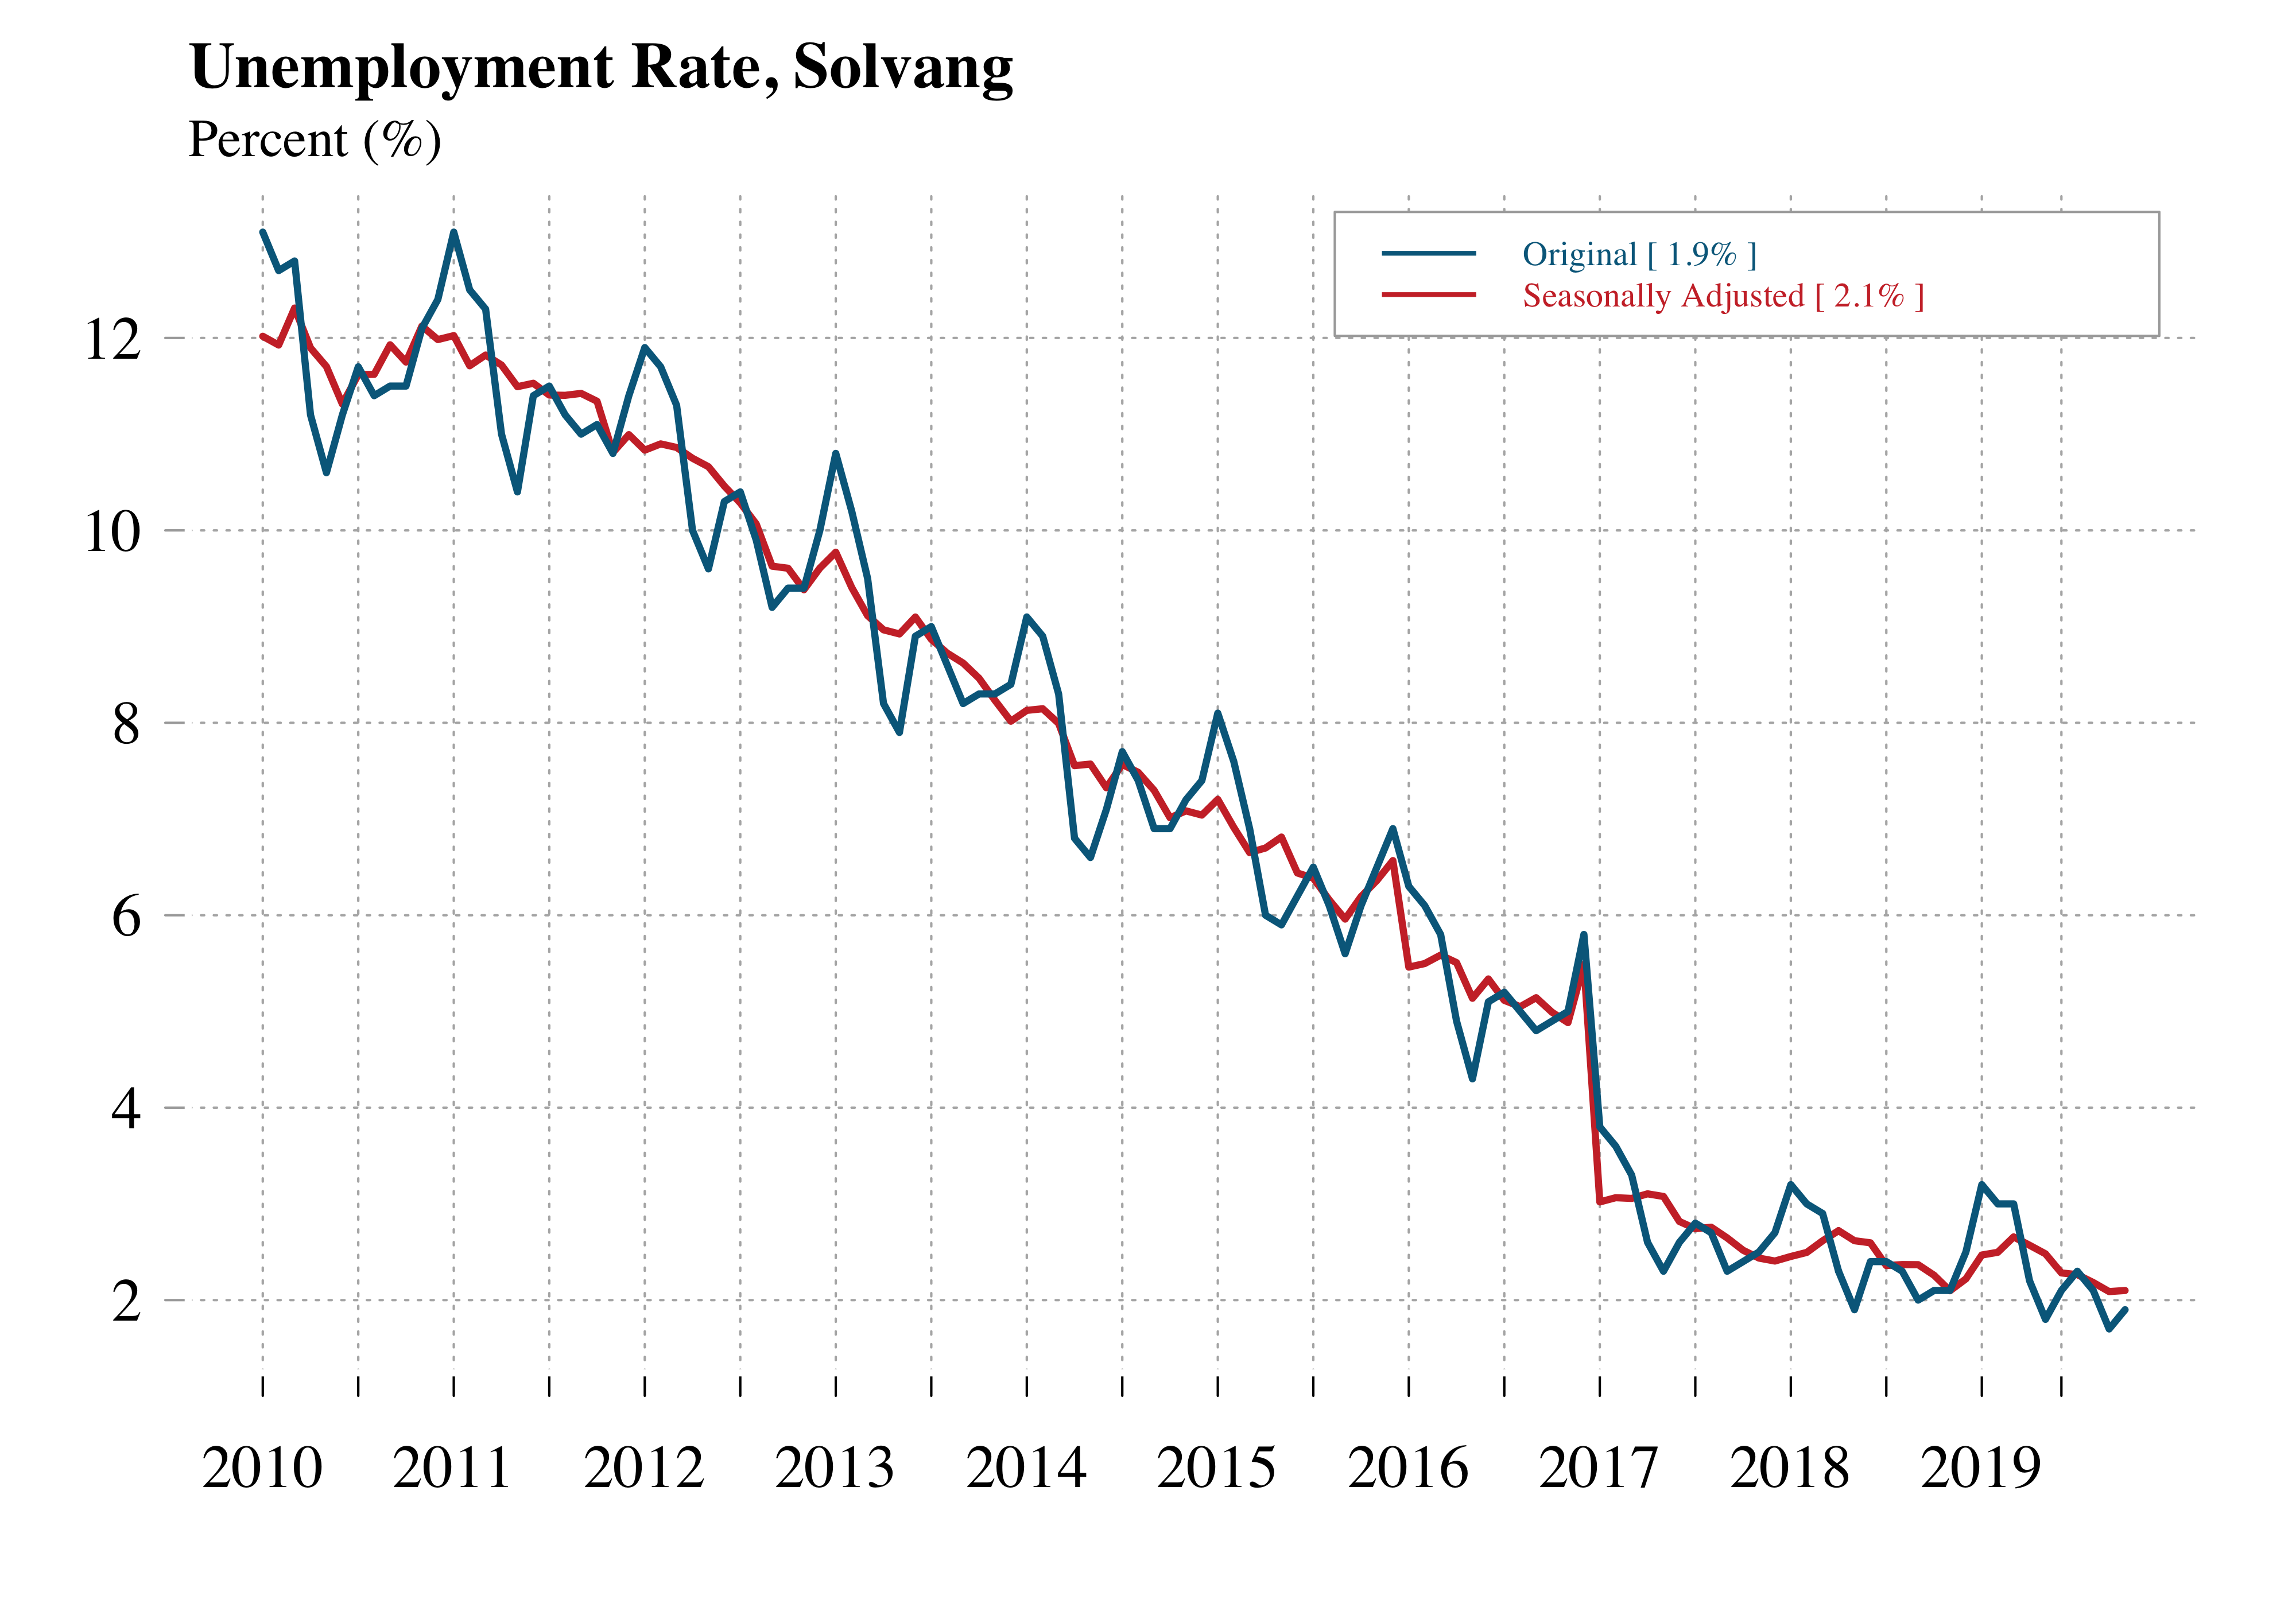 Unemployment Rate, Solvang
Percent (%)
Original [ 1.9% ]
Seasonally Adjusted [ 2.1% ]
12
10
8
6
4
2
2010 2011 2012 2013 2014 2015 2016 2017 2018 2019